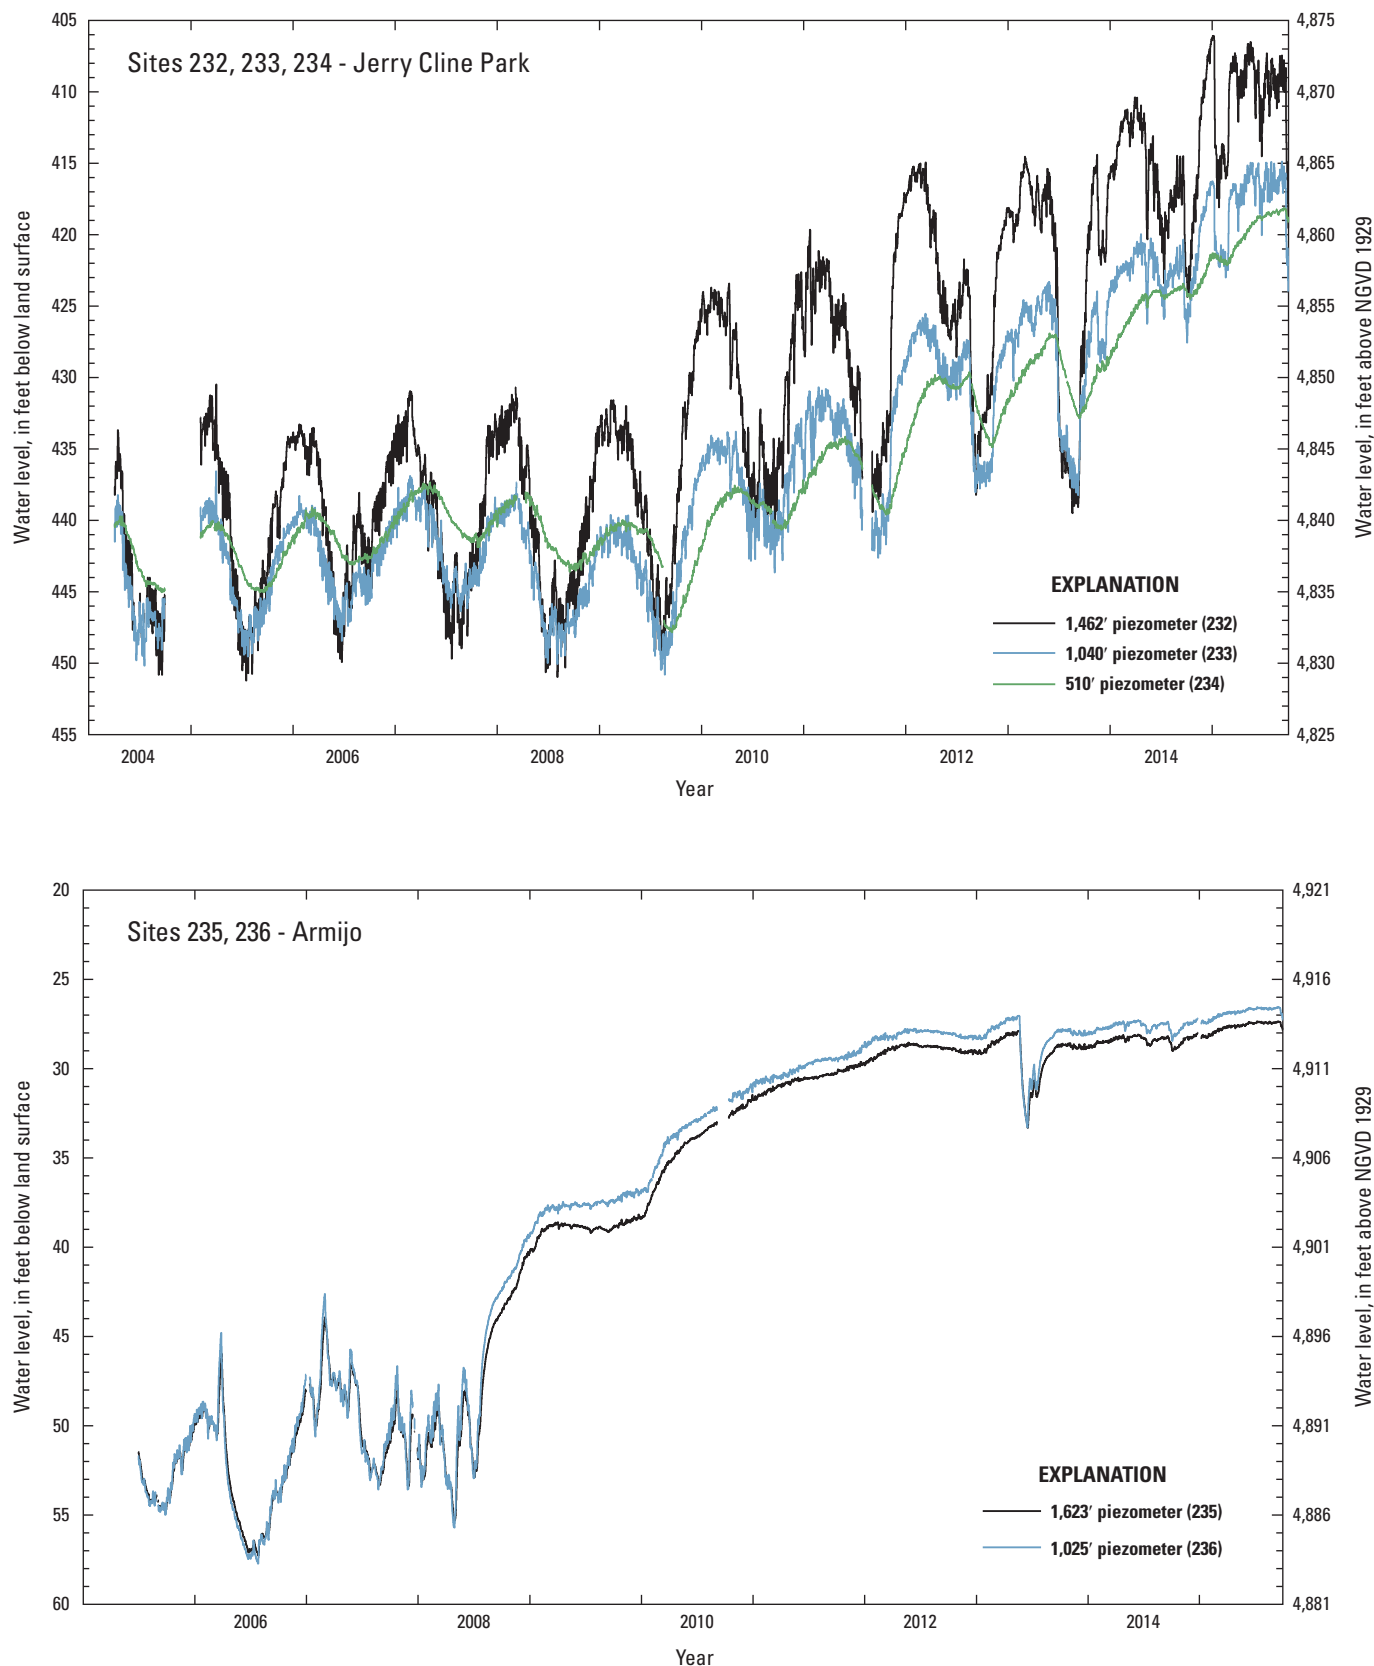 Sites 232, 233, 234 - Jerry Cline Park
Water level, in feet below land surface
405
410
415
420
425
430
435
440
445
450
455
4,875
4,870
4,865
4,860
4,855
4,850
4,845
4,840
4,835
4,830
4,825
Water level, in feet above NGVD 1929
EXPLANATION
1,462′ piezometer (232)
1,040′ piezometer (233)
510′ piezometer (234)
2004 2006 2008 2010 2012 2014
Year
Sites 235, 236 - Armijo
Water level, in feet below land surface
20
25
30
35
40
45
50
55
60
4,921
4,916
4,911
4,906
4,901
4,896
4,891
4,886
4,881
Water level, in feet above NGVD 1929
EXPLANATION
1,623′ piezometer (235)
1,025′ piezometer (236)
2006 2008 2010 2012 2014
Year